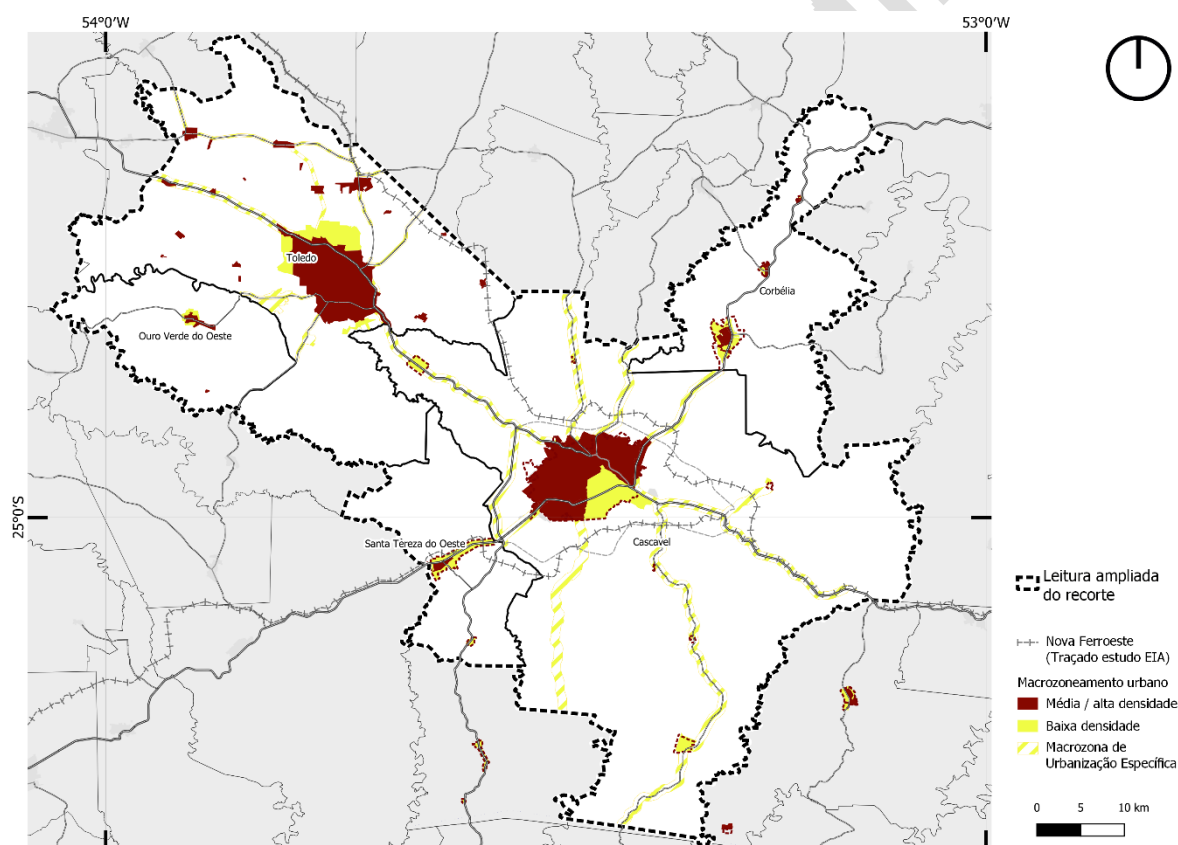 54°0'W
53°0'W
Toledo
Corbélia
Ouro Verde do Oeste
25°0'S
Santa Tereza do Oeste
Cascavel
Leitura ampliada
do recorte
Nova Ferroeste
(Traçado estudo EIA)
Macrozoneamento urbano
Média / alta densidade
Baixa densidade
Macrozona de
Urbanização Específica
0 5 10 km